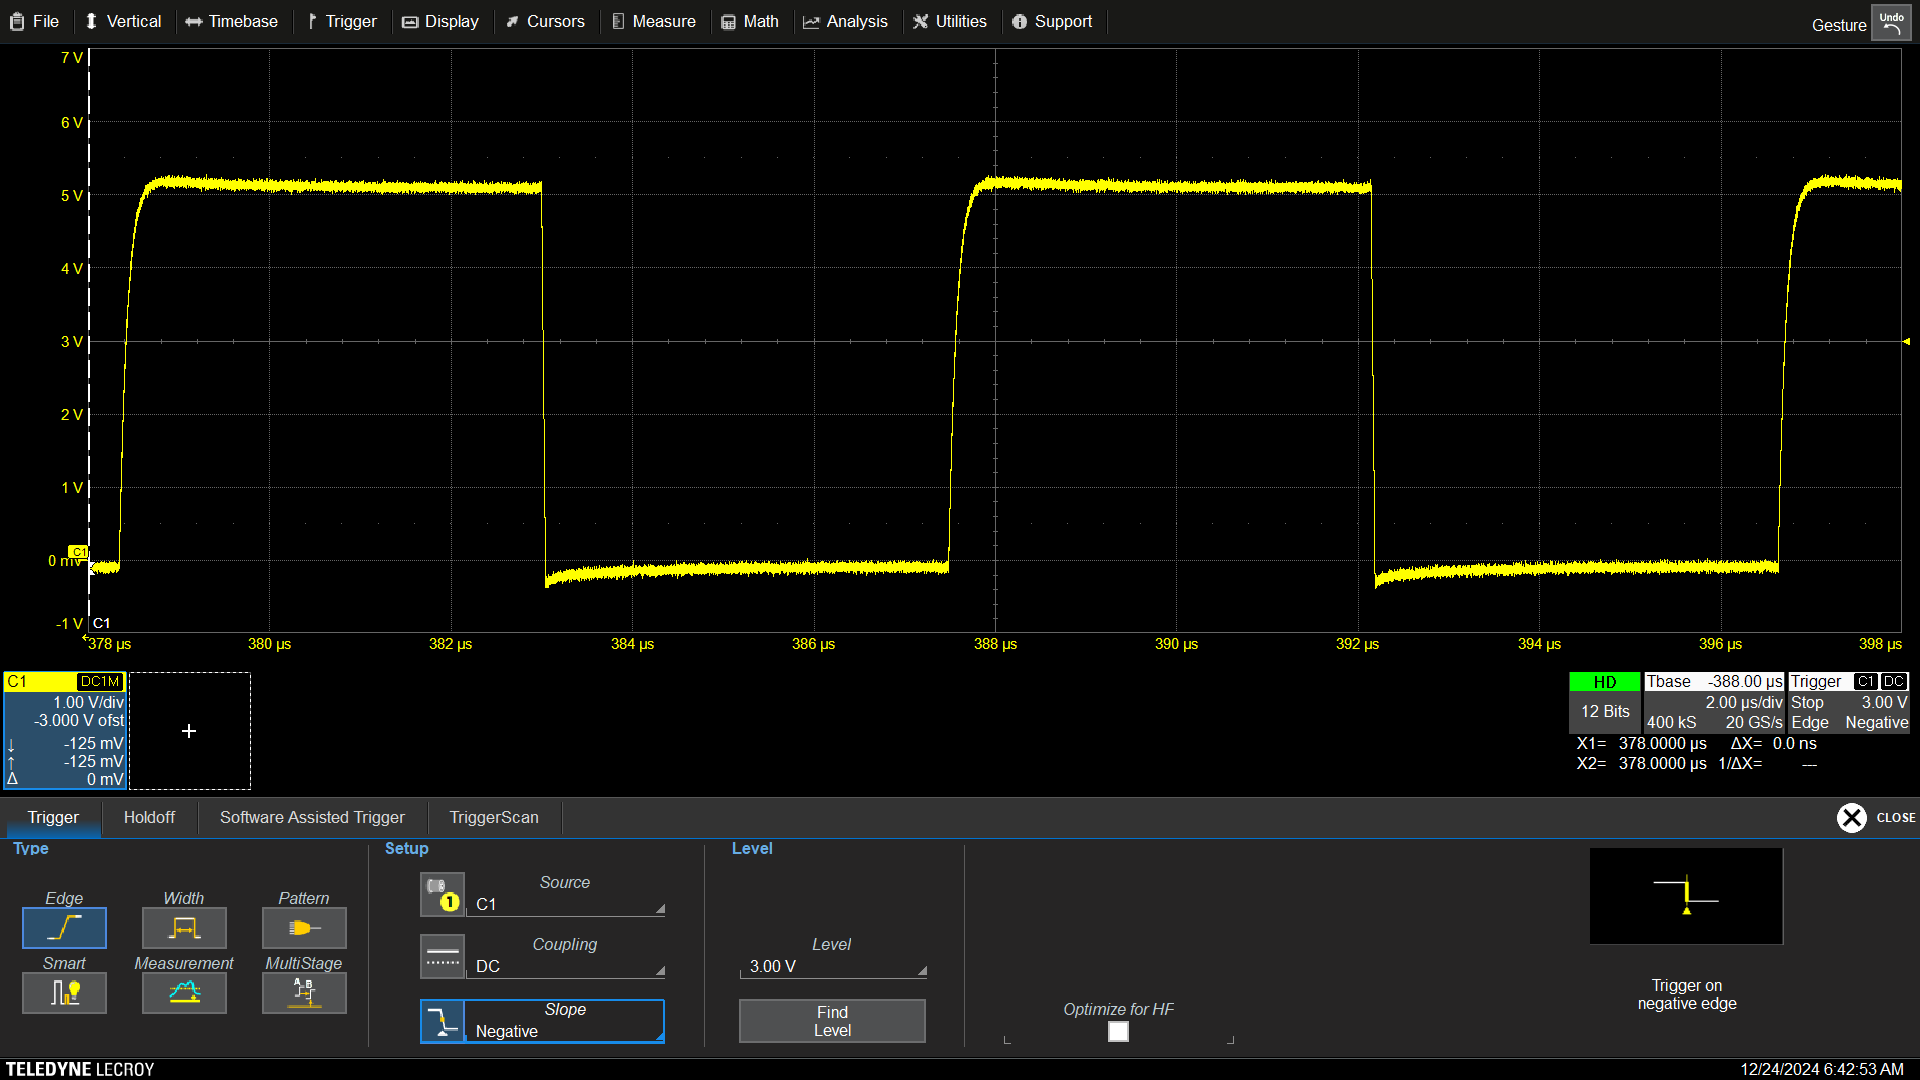 File Vertical Timebase Trigger Display Cursors Measure Math Analysis Utilities Support Gesture Undo
7 V
6 V
5 V
4 V
3 V
2 V
1 V
C1
0 mV
-1 V C1
378 µs 380 µs 382 µs 384 µs 386 µs 388 µs 390 µs 392 µs 394 µs 396 µs 398 µs
C1 DC1M
1.00 V/div
-3.000 V ofst
-125 mV
-125 mV
Δ 0 mV
+
HD
12 Bits
Tbase -388.00 µs
2.00 µs/div
400 kS 20 GS/s
Trigger C1 DC
Stop 3.00 V
Edge Negative
X1= 378.0000 µs ΔX= 0.0 ns
X2= 378.0000 µs 1/ΔX= ---
Trigger Holdoff Software Assisted Trigger TriggerScan CLOSE
Type
Edge Width Pattern
Smart Measurement MultiStage
A B
Setup
1
Source
C1
Coupling
DC
Slope
Negative
Level
Level
3.00 V
Find
Level
Optimize for HF
Trigger on
negative edge
TELEDYNE LECROY 12/24/2024 6:42:53 AM